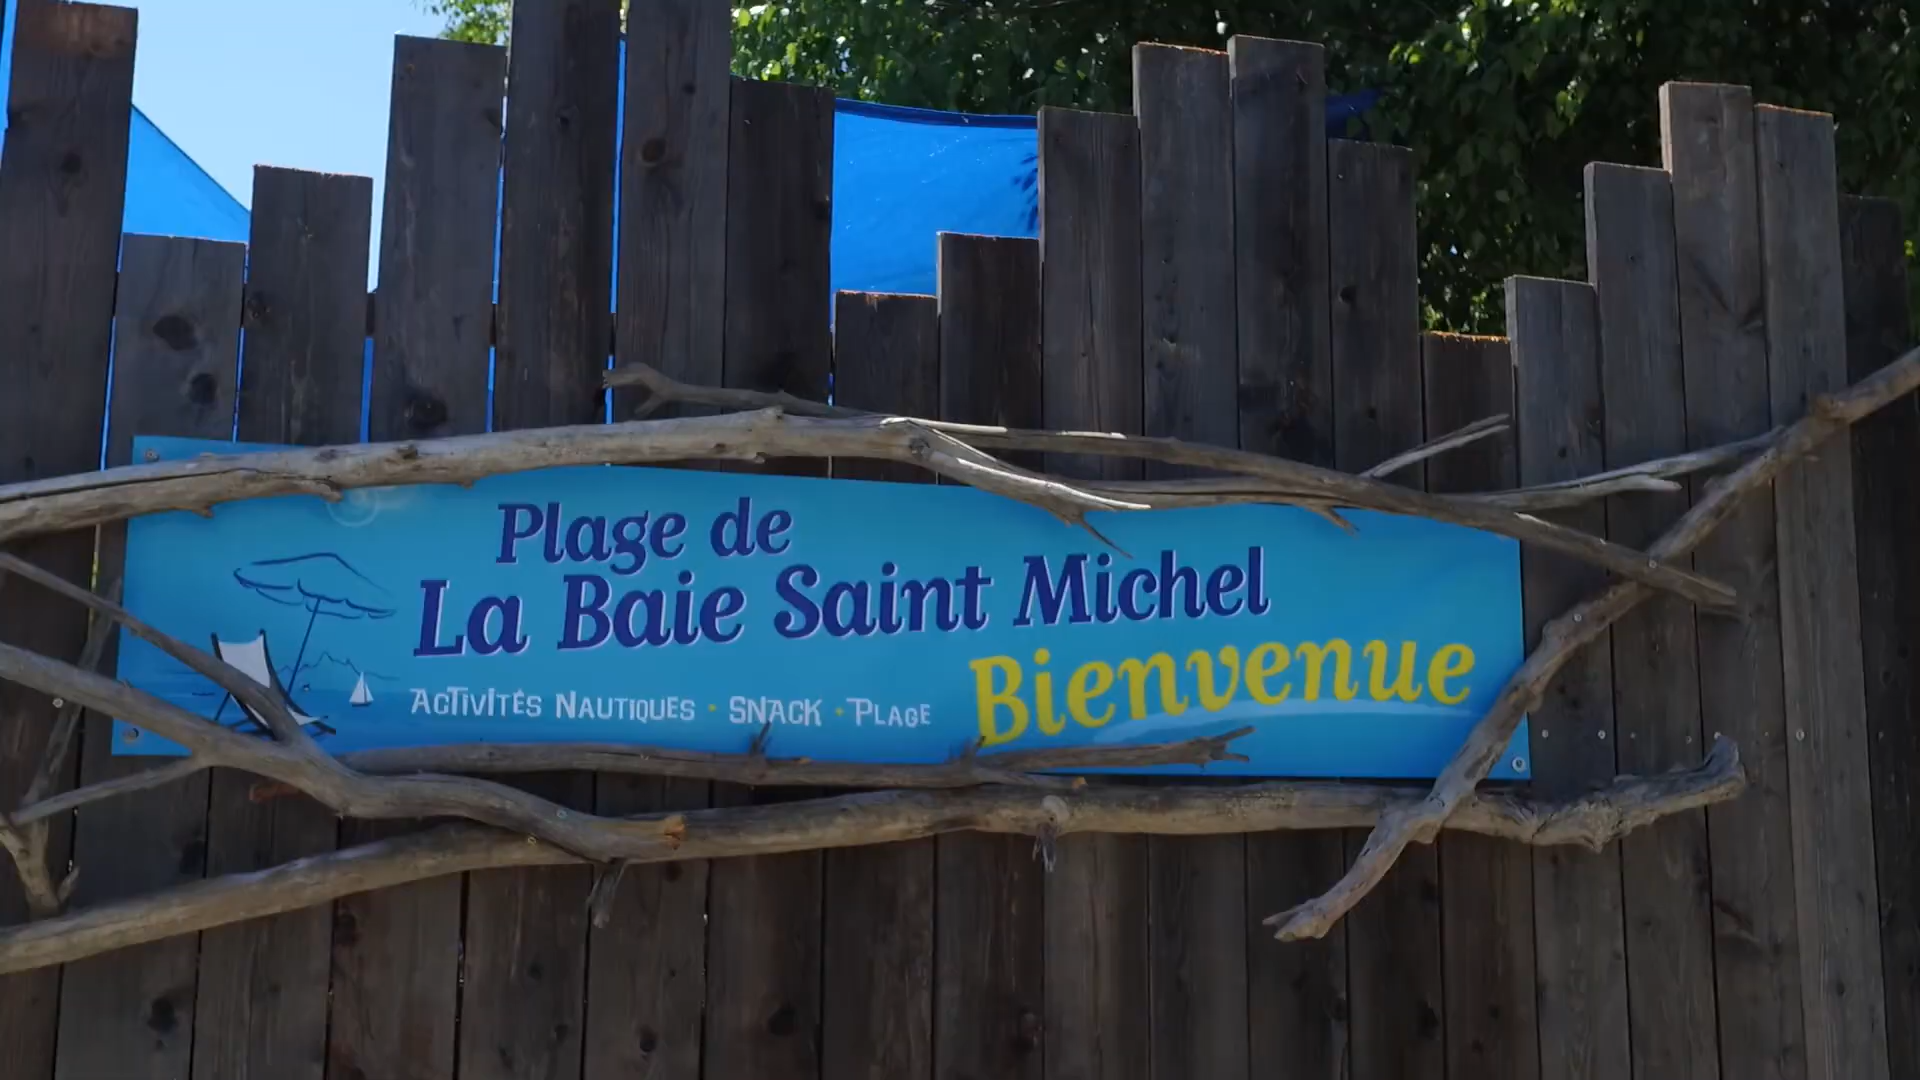 Plage de
La Baie Saint Michel
Bienvenue
Activités Nautiques • Snack • Plage